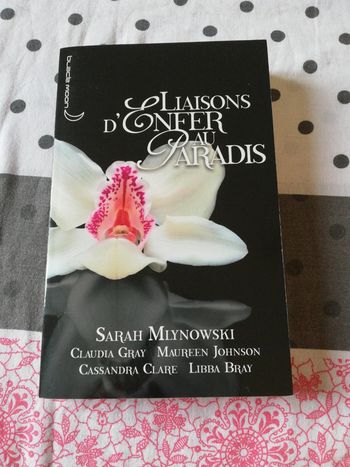 black moon
LIAISONS
D'ENFER
AU
PARADIS
SARAH MLYNOWSKI
CLAUDIA GRAY MAUREEN JOHNSON
CASSANDRA CLARE LIBBA BRAY